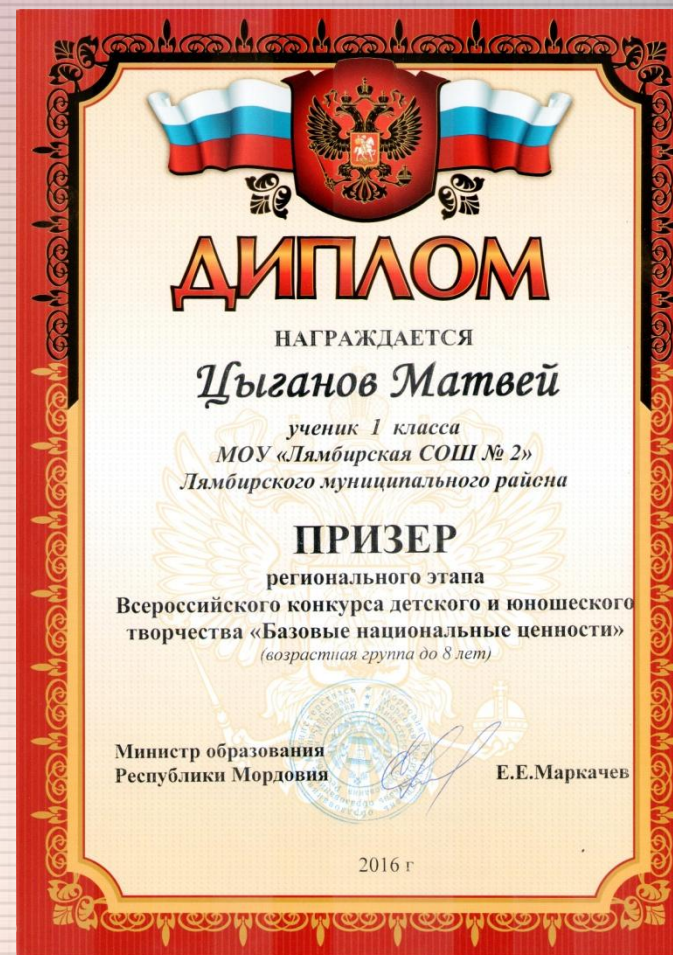 ДИПЛОМ
НАГРАЖДАЕТСЯ
Цыганов Матвей
ученик 1 класса
МОУ «Лямбирская СОШ № 2»
Лямбирского муниципального района
ПРИЗЕР
регионального этапа
Всероссийского конкурса детского и юношеского
творчества «Базовые национальные ценности»
(возрастная группа до 8 лет)
Министр образования
Республики Мордовия
Е.Е.Маркачев
2016 г